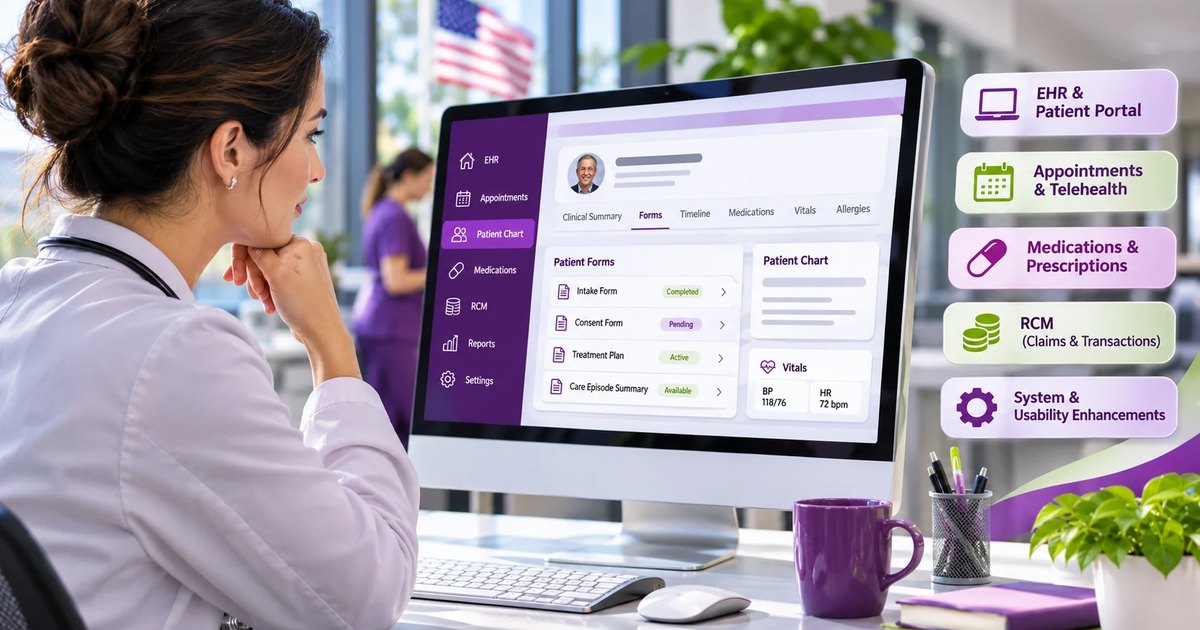 EHR
Appointments
Patient Chart
Medications
RCM
Reports
Settings
Clinical Summary Forms Timeline Medications Vitals Allergies
Patient Forms
Intake Form Completed
Consent Form Pending
Treatment Plan Active
Care Episode Summary Available
Patient Chart
Vitals
BP
118/76
HR
72 bpm
EHR &
Patient Portal
Appointments
& Telehealth
Medications &
Prescriptions
RCM
(Claims & Transactions)
System &
Usability Enhancements